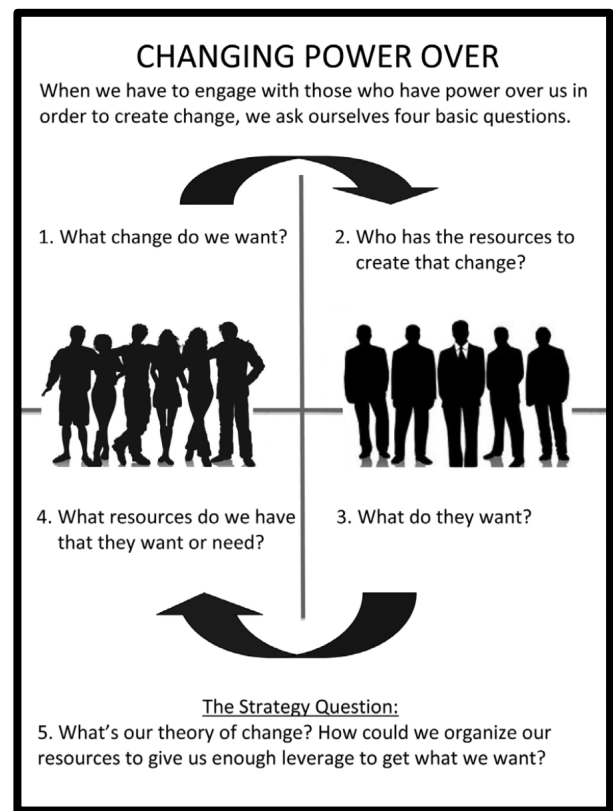 CHANGING POWER OVER
When we have to engage with those who have power over us in
order to create change, we ask ourselves four basic questions.
1. What change do we want?
2. Who has the resources to
create that change?
4. What resources do we have
that they want or need?
3. What do they want?
The Strategy Question:
5. What’s our theory of change? How could we organize our
resources to give us enough leverage to get what we want?